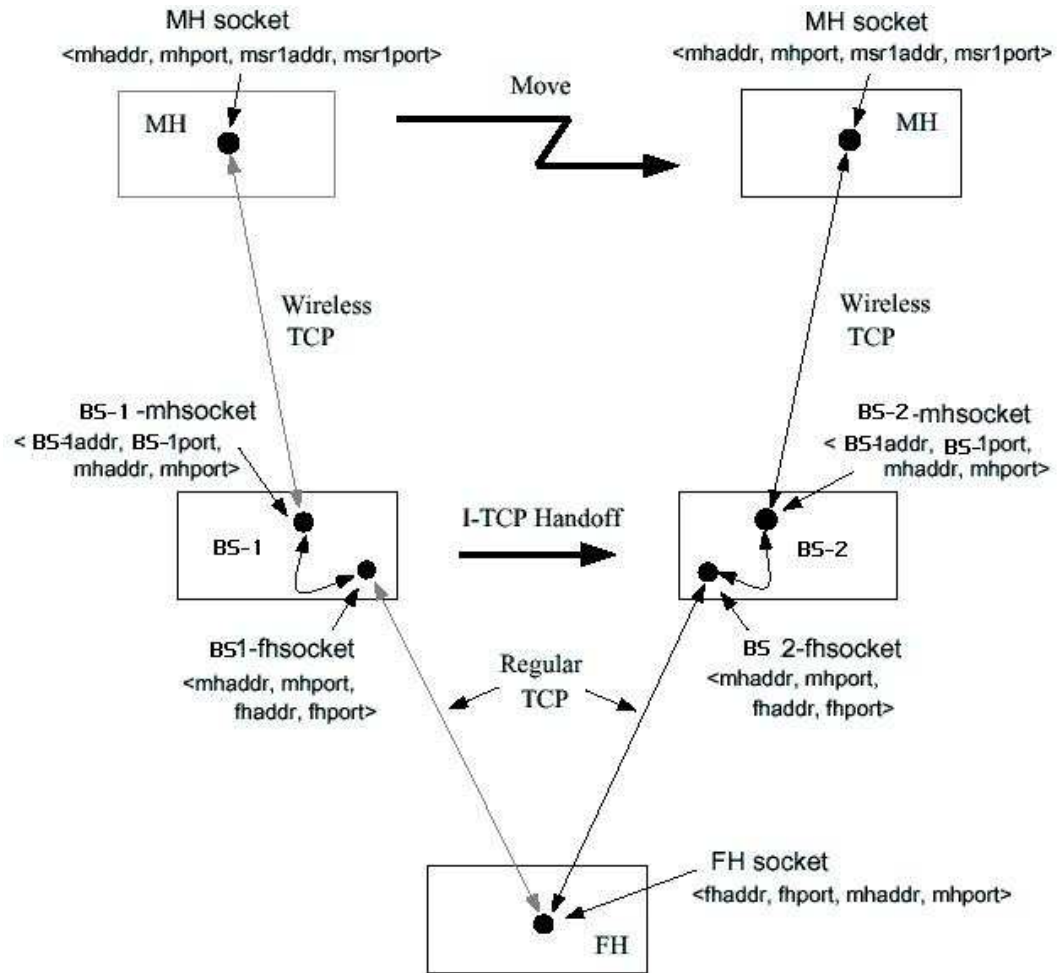 MH socket
<mhaddr, mhport, msr1addr, msr1port>
MH
Move
MH socket
<mhaddr, mhport, msr1addr, msr1port>
MH
Wireless
TCP
Wireless
TCP
BS-1 -mhsocket
< BS-1addr, BS-1port,
mhaddr, mhport>
BS-2 -mhsocket
< BS-1addr, BS-1port,
mhaddr, mhport>
BS-1
I-TCP Handoff
BS-2
BS1-fhsocket
<mhaddr, mhport,
fhaddr, fhport>
Regular
TCP
BS 2-fhsocket
<mhaddr, mhport,
fhaddr, fhport>
FH socket
<fhaddr, fhport, mhaddr, mhport>
FH